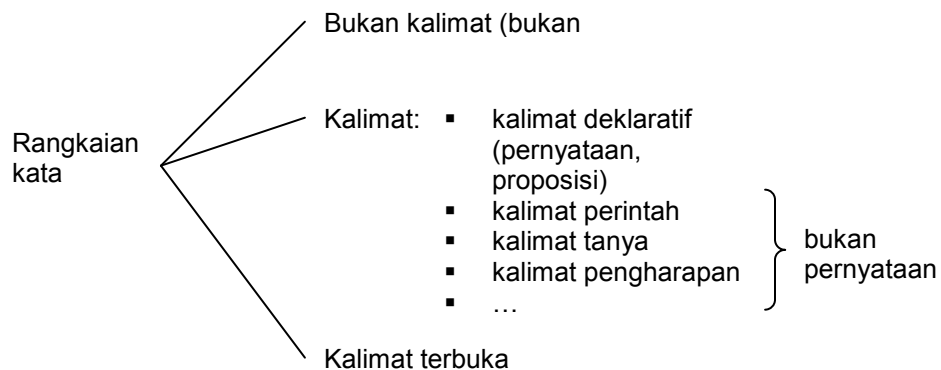 Bukan kalimat (bukan
Rangkaian
kata
Kalimat: ▪ kalimat deklaratif
(pernyataan,
proposisi)
▪ kalimat perintah
▪ kalimat tanya
▪ kalimat pengharapan
▪ …
bukan
pernyataan
Kalimat terbuka